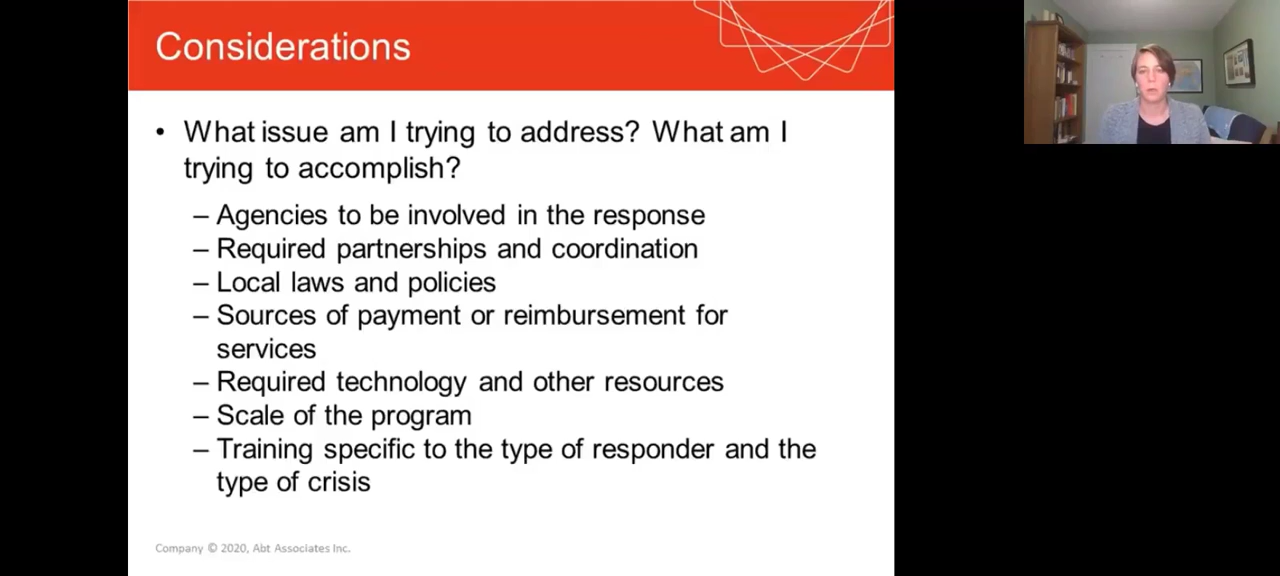 Considerations
• What issue am I trying to address? What am I
trying to accomplish?
– Agencies to be involved in the response
– Required partnerships and coordination
– Local laws and policies
– Sources of payment or reimbursement for
services
– Required technology and other resources
– Scale of the program
– Training specific to the type of responder and the
type of crisis
Company © 2020, Abt Associates Inc.